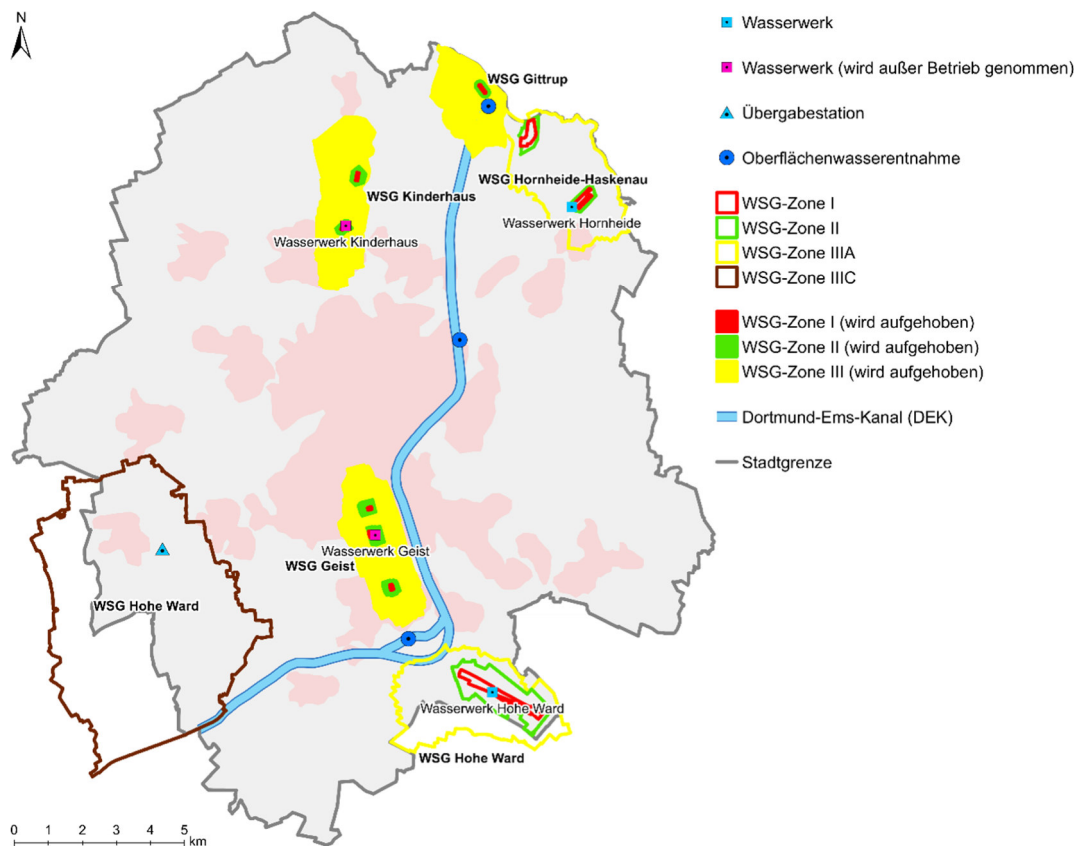 N
WSG Gittrup
WSG Hornheide-Haskenau
WSG Kinderhaus
Wasserwerk Hornheide
Wasserwerk Kinderhaus
Wasserwerk Geist
WSG Geist
WSG Hohe Ward
Wasserwerk Hohe Ward
WSG Hohe Ward
0 1 2 3 4 5
km
Wasserwerk
Wasserwerk (wird außer Betrieb genommen)
Übergabestation
Oberflächenwasserentnahme
WSG-Zone I
WSG-Zone II
WSG-Zone IIIA
WSG-Zone IIIC
WSG-Zone I (wird aufgehoben)
WSG-Zone II (wird aufgehoben)
WSG-Zone III (wird aufgehoben)
Dortmund-Ems-Kanal (DEK)
Stadtgrenze